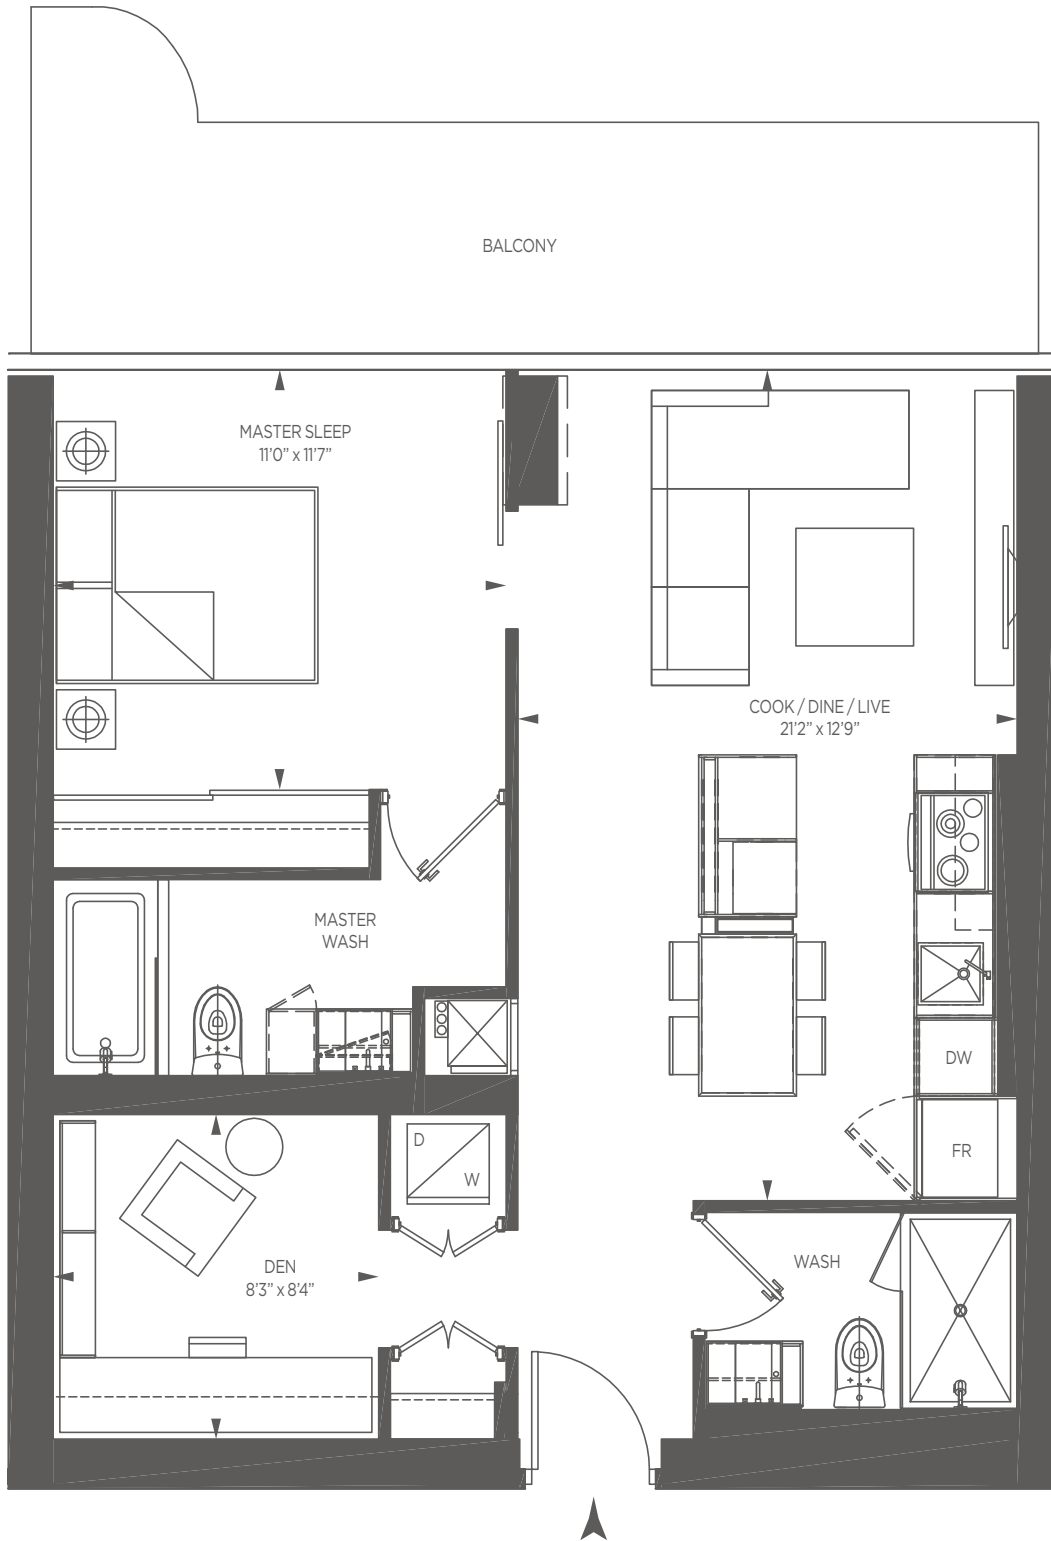 BALCONY
MASTER SLEEP
11’0” x 11’7”
COOK / DINE / LIVE
21’2” x 12’9”
MASTER
WASH
DW
FR
D
W
DEN
8’3” x 8’4”
WASH